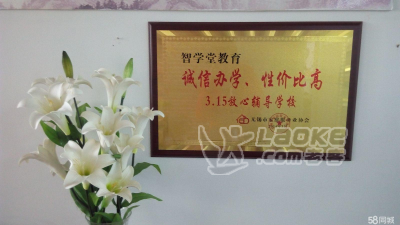 智学堂教育
诚信办学、性价比高
3.15放心辅导学校
LAOKE.com
58同城